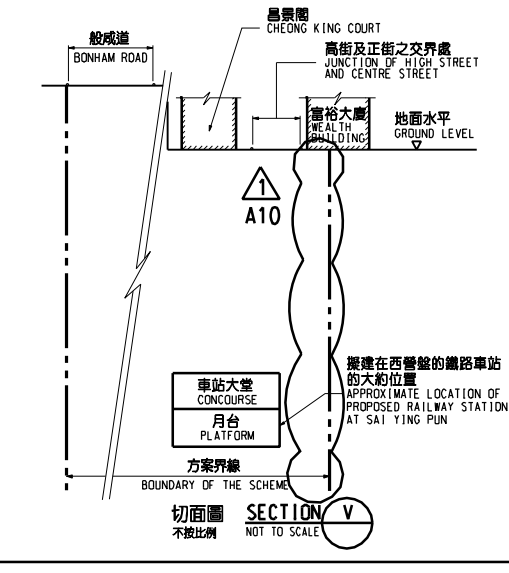 昌景閣
CHEONG KING COURT
般咸道
BONHAM ROAD
高街及正街之交界處
JUNCTION OF HIGH STREET
AND CENTRE STREET
富裕大廈
WEALTH
BUILDING
地面水平
GROUND LEVEL
1
A10
擬建在西營盤的鐵路車站
的大約位置
APPROXIMATE LOCATION OF
PROPOSED RAILWAY STATION
AT SAI YING PUN
車站大堂
CONCOURSE
月台
PLATFORM
方案界線
BOUNDARY OF THE SCHEME
切面圖 SECTION V
不按比例 NOT TO SCALE